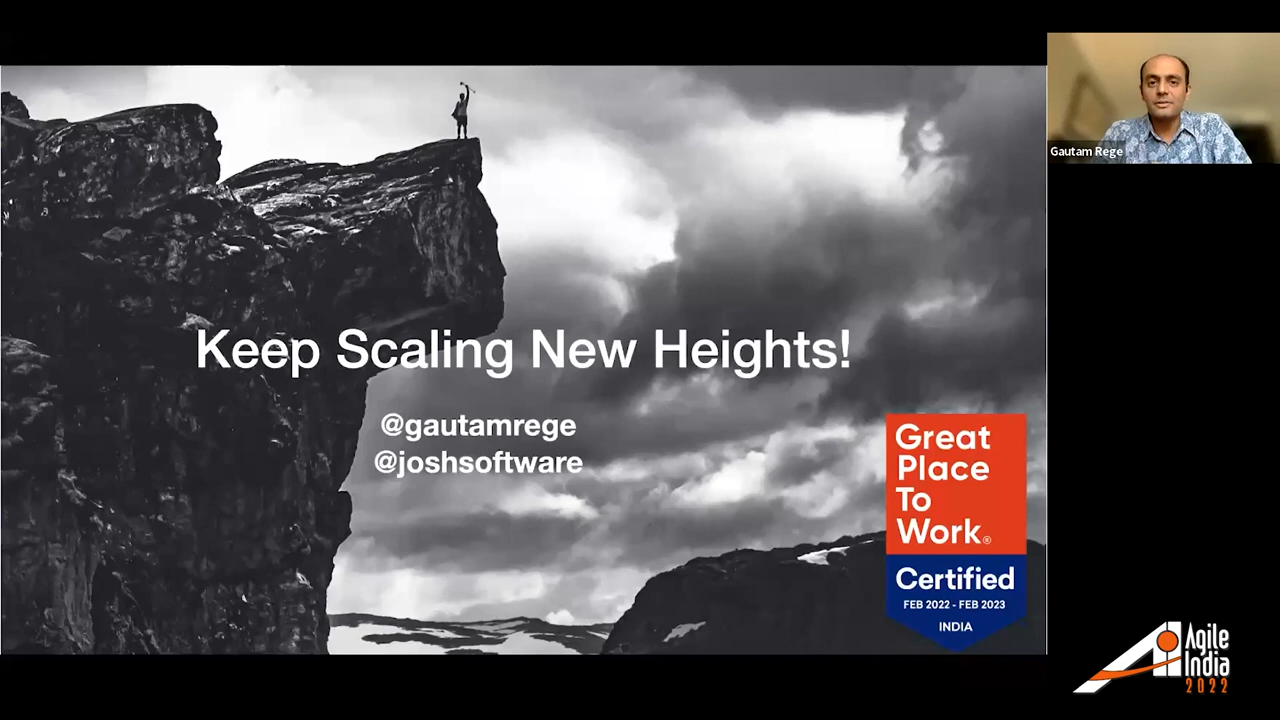 Keep Scaling New Heights!
@gautamrege
@joshsoftware
Great
Place
To
Work®
Certified
FEB 2022 - FEB 2023
INDIA
Gautam Rege
Agile
India
2022